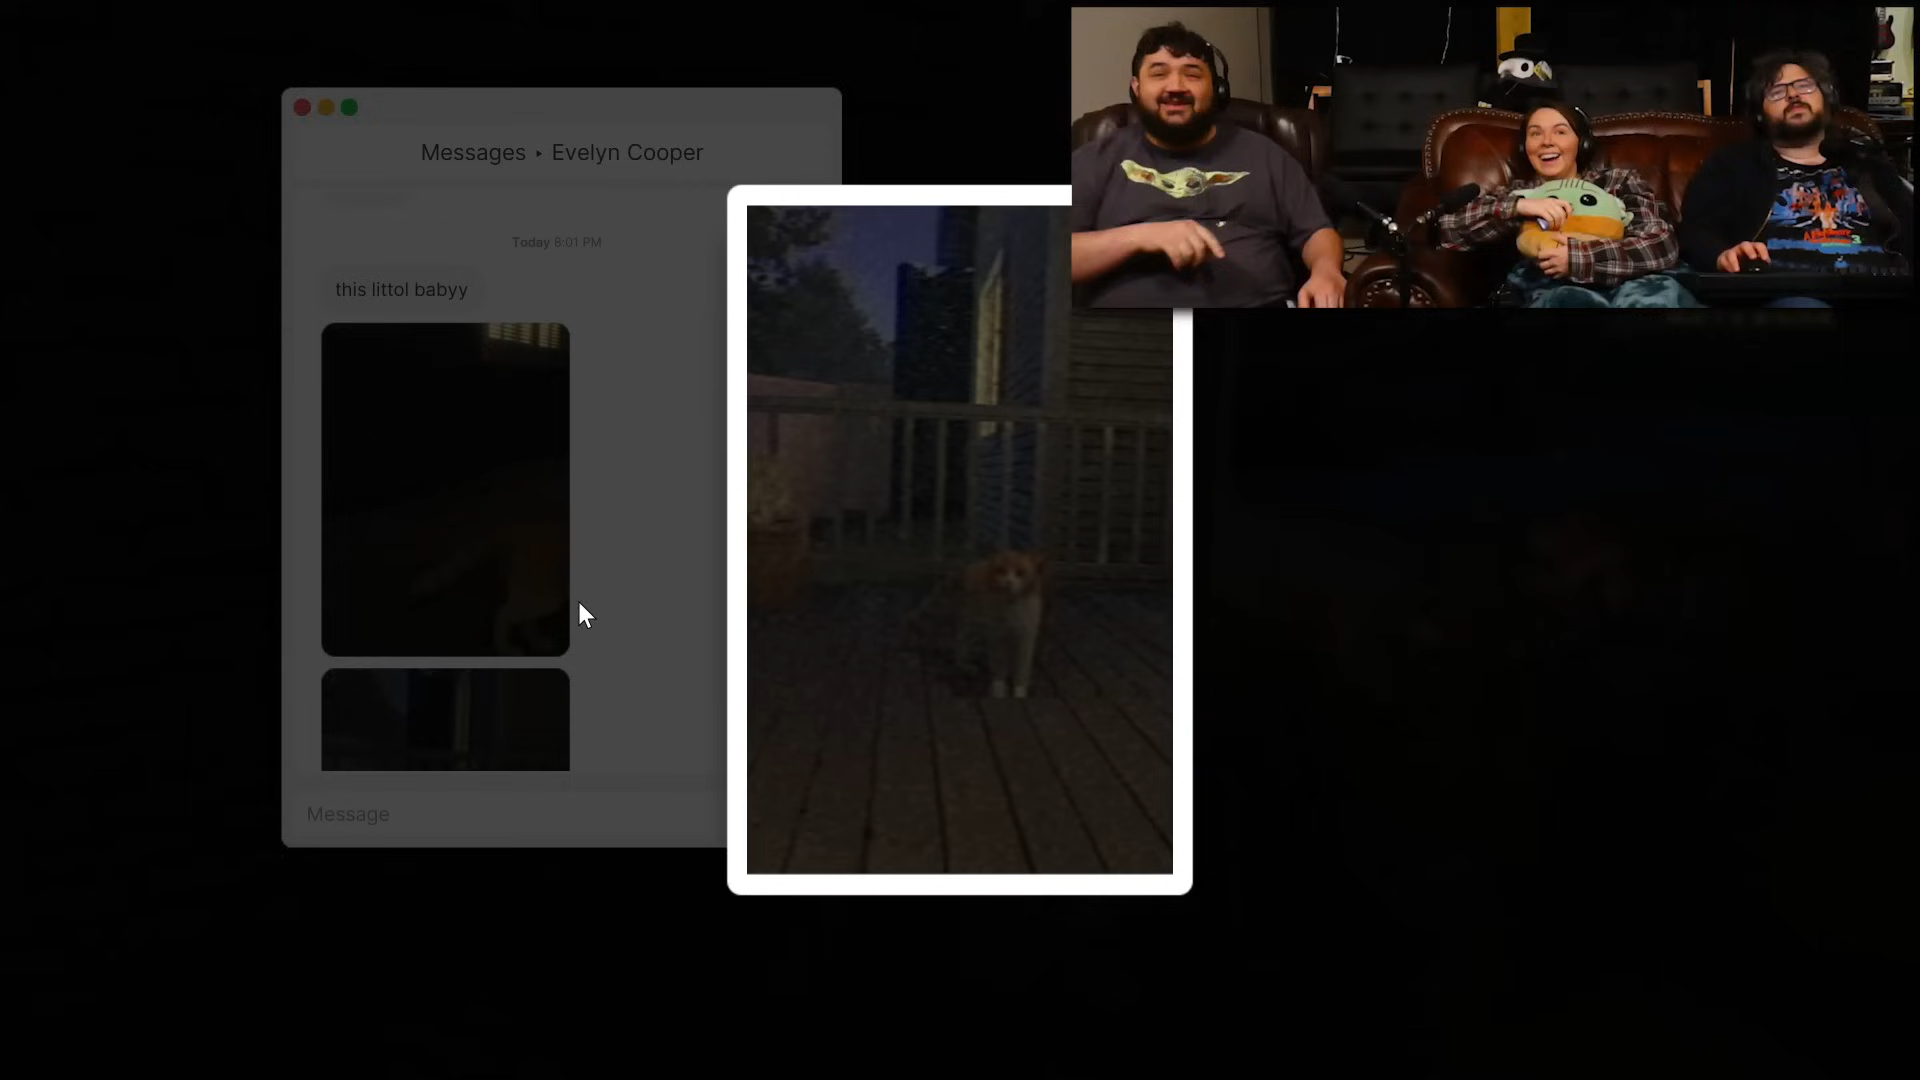 Messages ▸ Evelyn Cooper
Today 8:01 PM
this littol babyy
Message